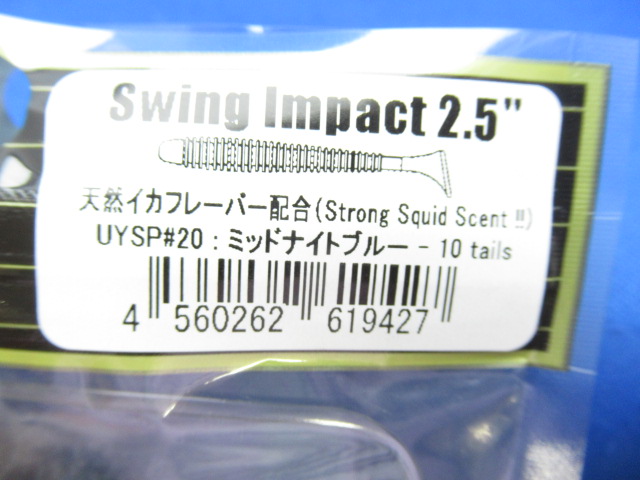 Swing Impact 2.5"
天然イカフレーバー配合(Strong Squid Scent !!)
UYSP#20 : ミッドナイトブルー - 10 tails
4 560262 619427